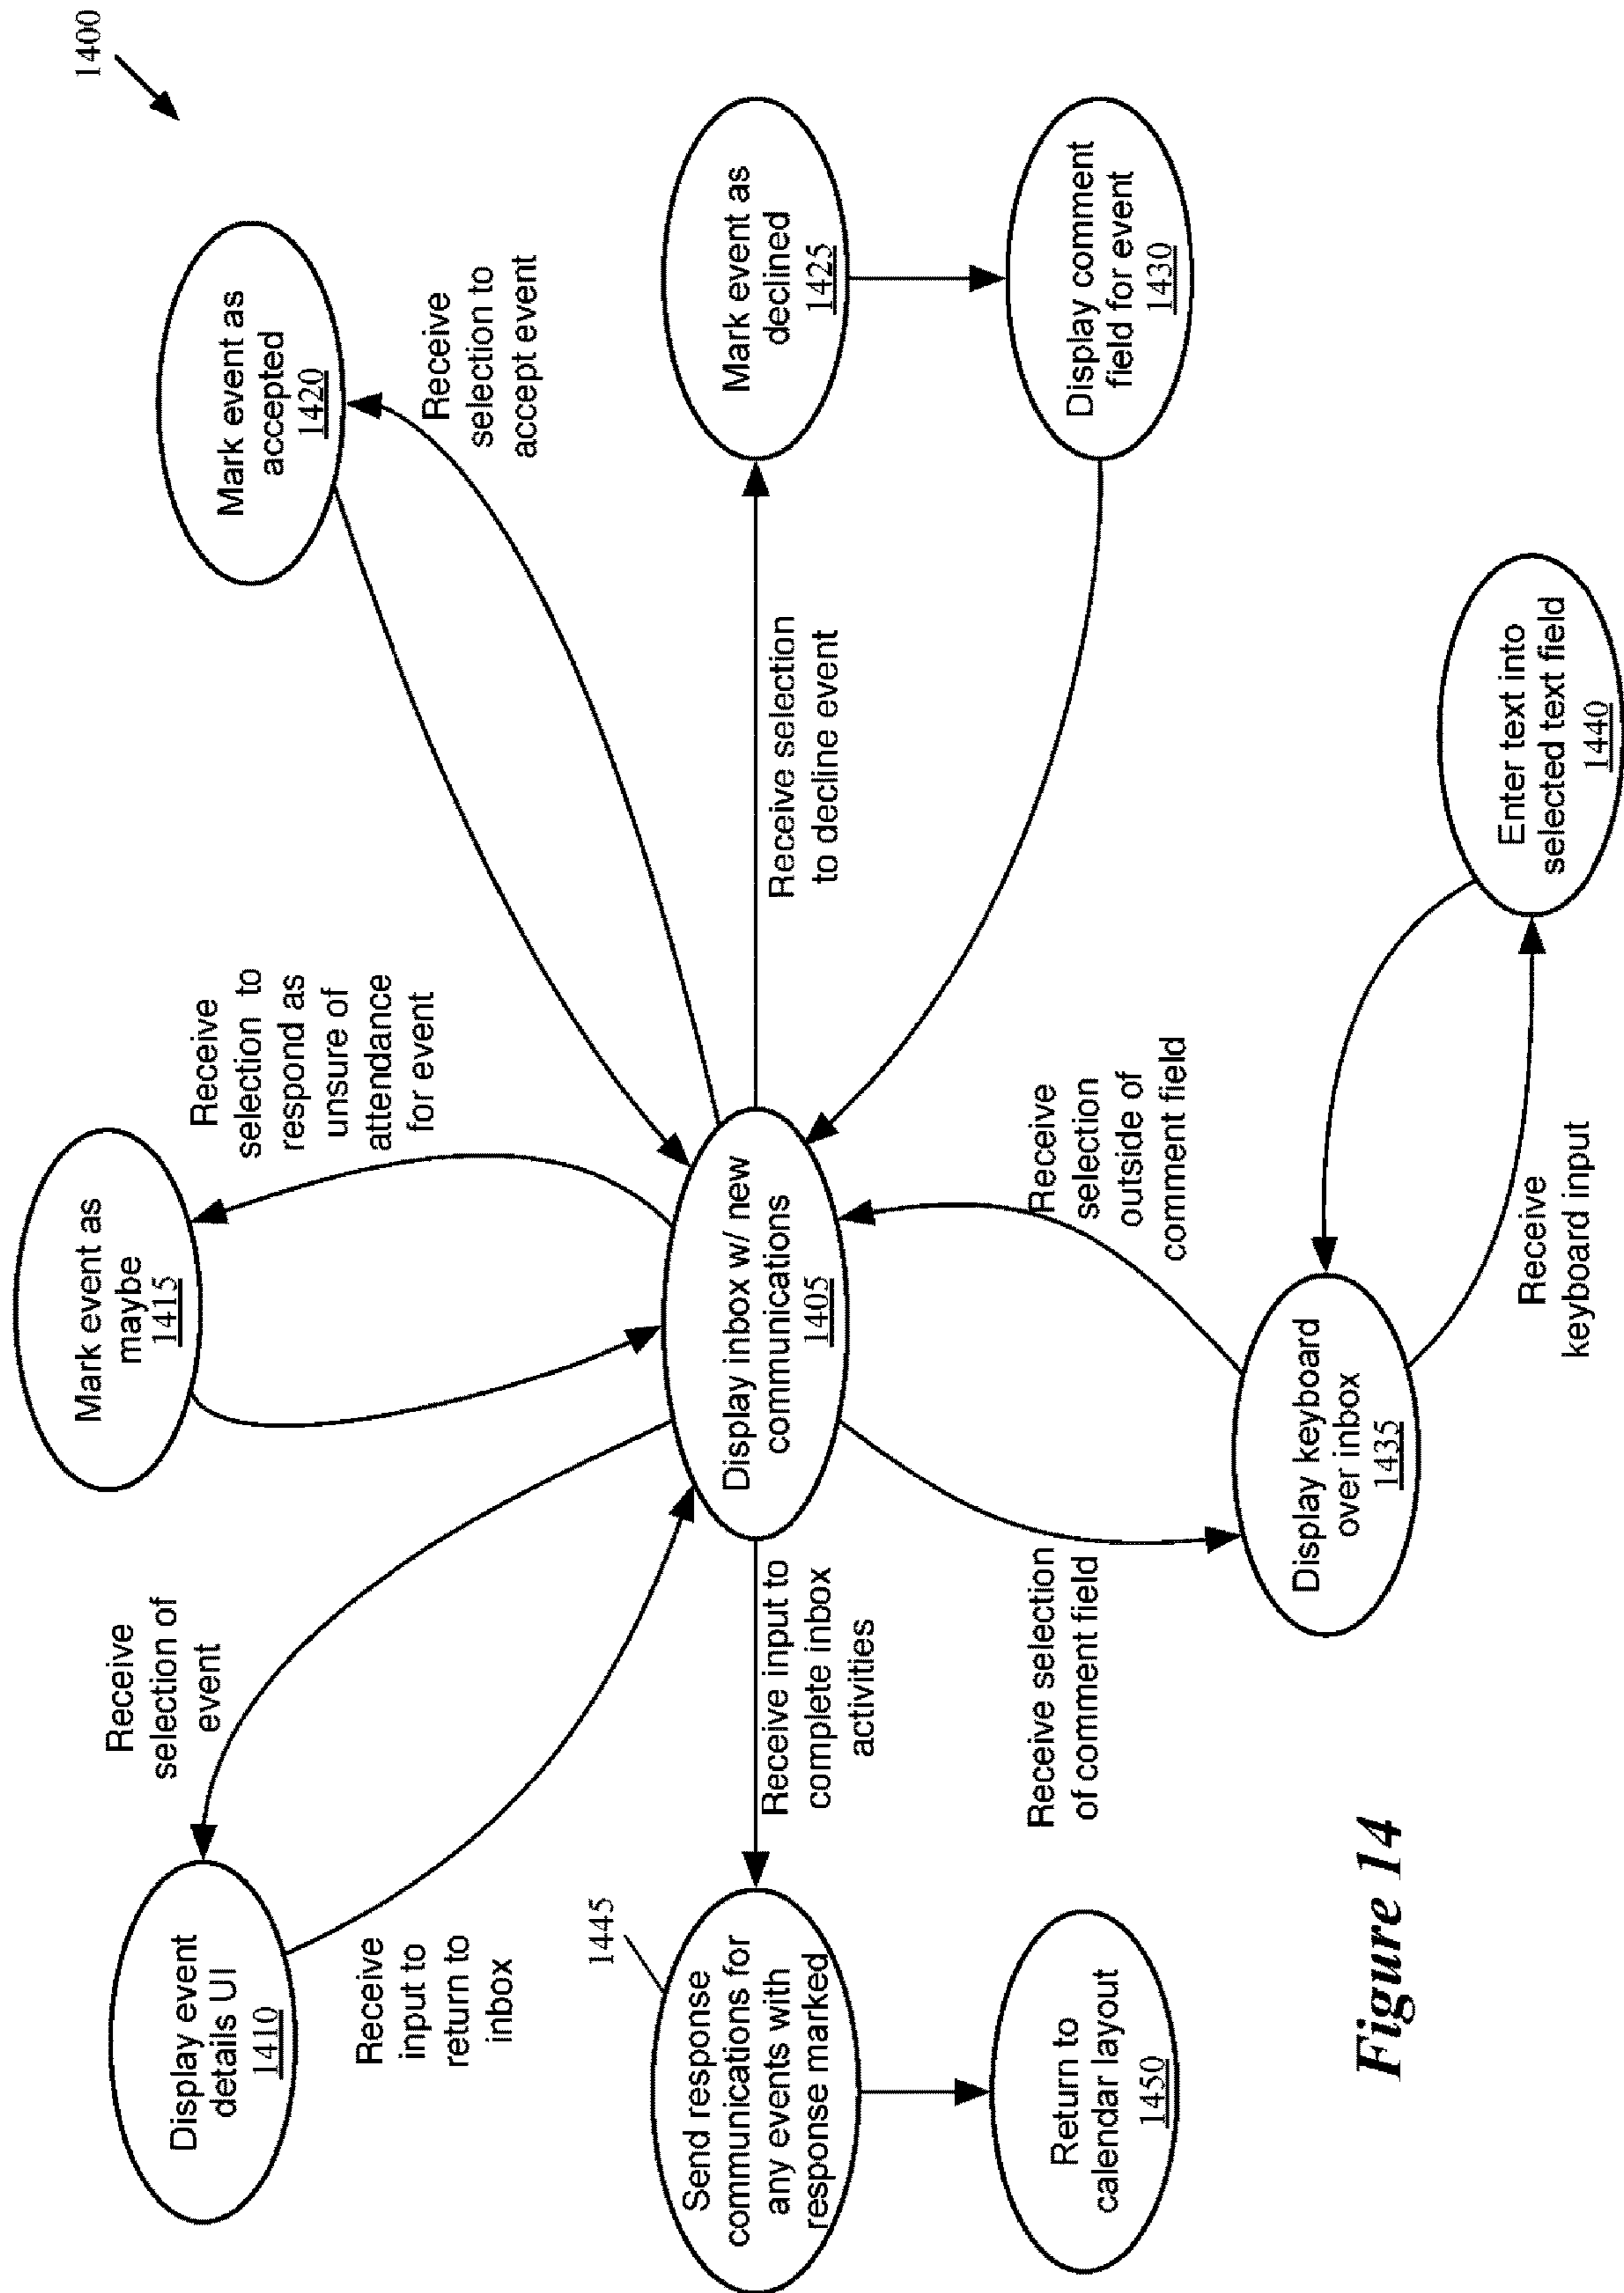 1400
Display event
details UI
1410
Receive
selection of
event
Receive
input to
return to
inbox
Mark event as
maybe
1415
Receive
selection to
respond as
unsure of
attendance
for event
Mark event as
accepted
1420
Receive
selection to
accept event
1445
Send response
communications for
any events with
response marked
Receive input to
complete inbox
activities
Display inbox w/ new
communications
1405
Receive selection
to decline event
Mark event as
declined
1425
Return to
calendar layout
1450
Receive selection
of comment field
Receive
selection
outside of
comment field
Display comment
field for event
1430
Display keyboard
over inbox
1435
Receive
keyboard input
Enter text into
selected text field
1440
Figure 14